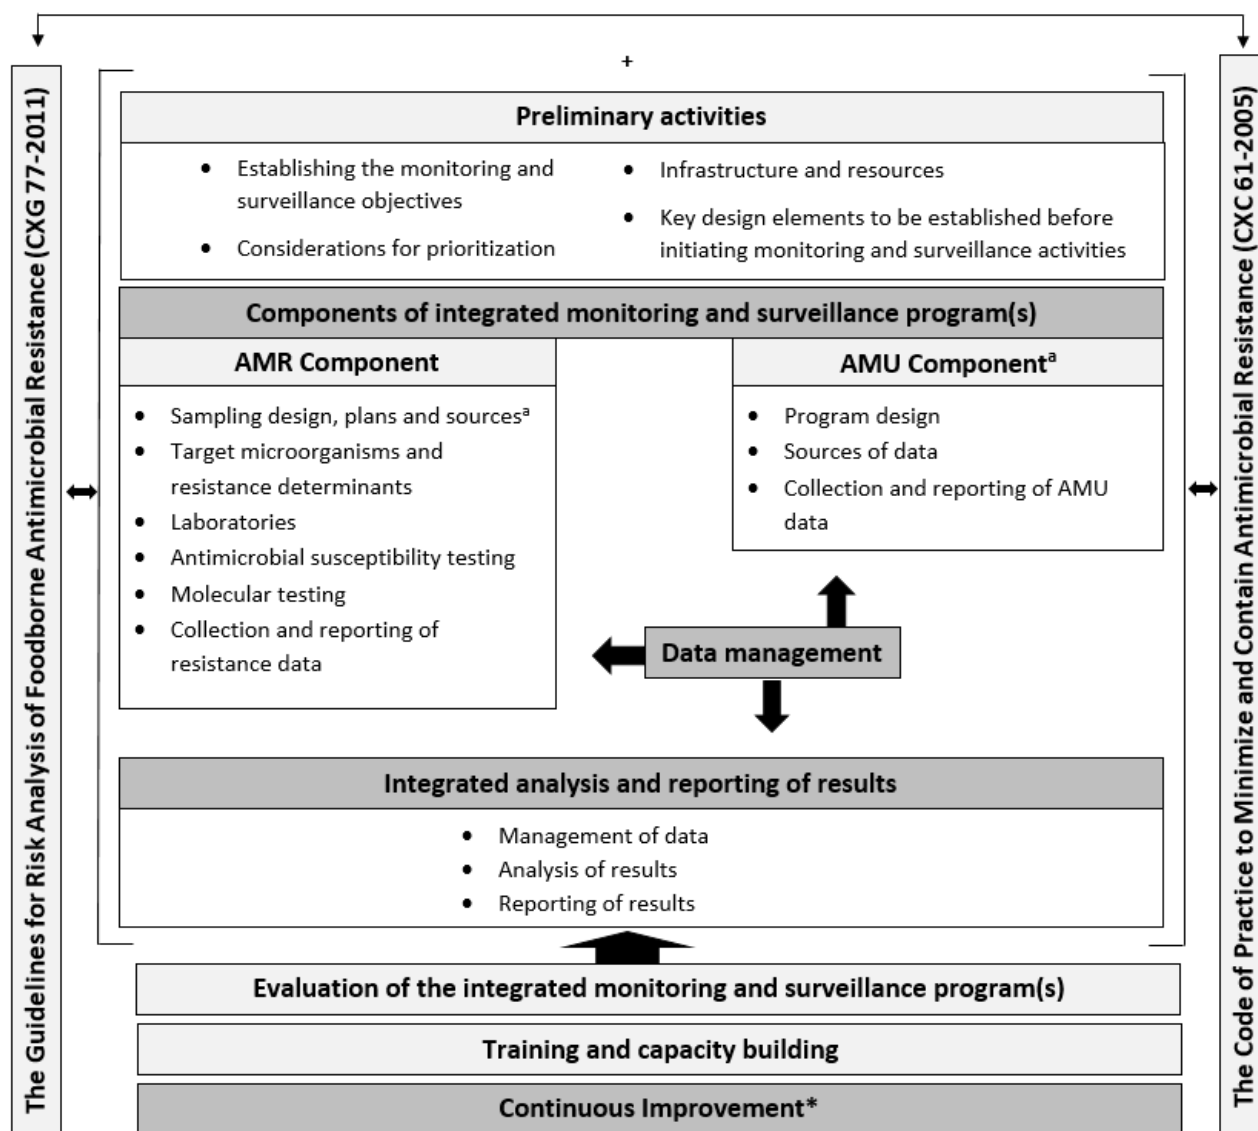 +
The Guidelines for Risk Analysis of Foodborne Antimicrobial Resistance (CXG 77-2011)
Preliminary activities
• Establishing the monitoring and
surveillance objectives
• Considerations for prioritization
• Infrastructure and resources
• Key design elements to be established before
initiating monitoring and surveillance activities
Components of integrated monitoring and surveillance program(s)
AMR Component
• Sampling design, plans and sourcesᵃ
• Target microorganisms and
resistance determinants
• Laboratories
• Antimicrobial susceptibility testing
• Molecular testing
• Collection and reporting of
resistance data
AMU Componentᵃ
• Program design
• Sources of data
• Collection and reporting of AMU
data
Data management
Integrated analysis and reporting of results
• Management of data
• Analysis of results
• Reporting of results
Evaluation of the integrated monitoring and surveillance program(s)
Training and capacity building
Continuous Improvement*
The Code of Practice to Minimize and Contain Antimicrobial Resistance (CXC 61-2005)